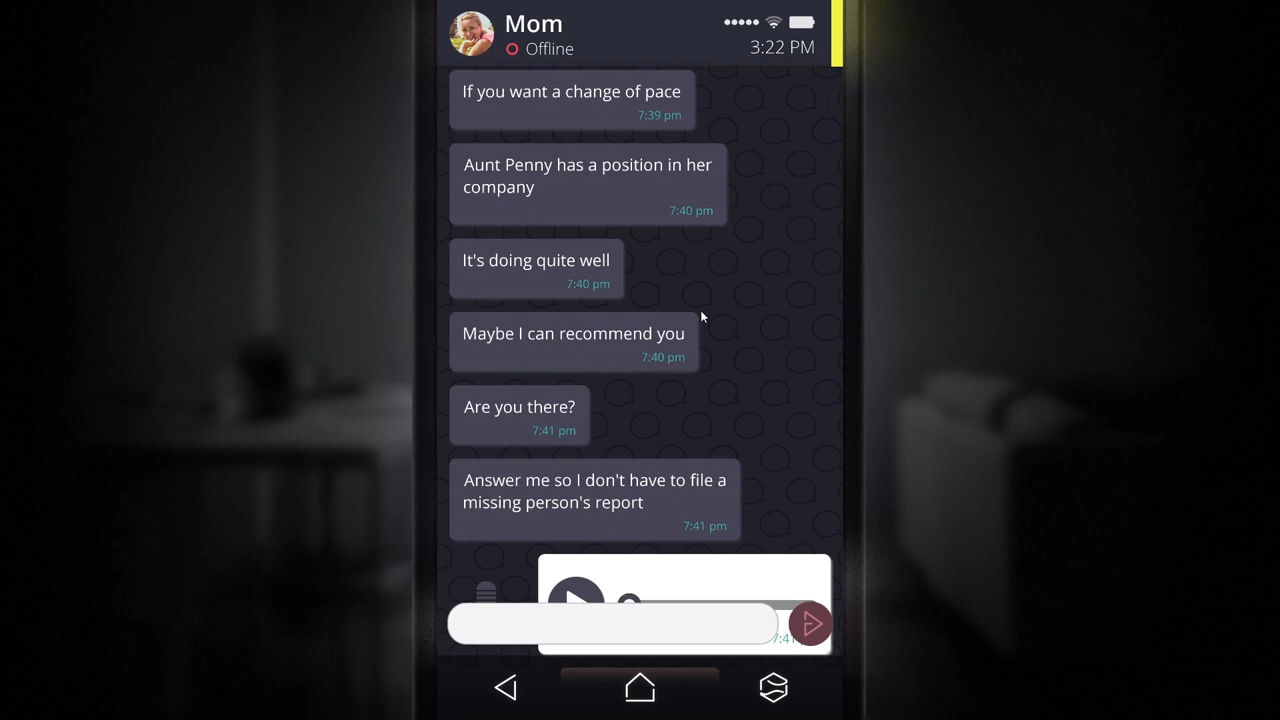 Mom
Offline
3:22 PM
If you want a change of pace
7:39 pm
Aunt Penny has a position in her
company
7:40 pm
It's doing quite well
7:40 pm
Maybe I can recommend you
7:40 pm
Are you there?
7:41 pm
Answer me so I don't have to file a
missing person's report
7:41 pm
7:41